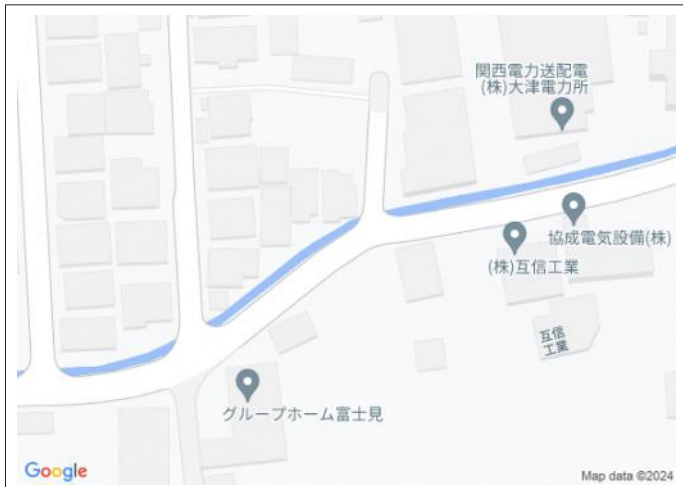 関西電力送配電
(株)大津電力所
協成電気設備(株)
(株)互信工業
互信
工業
グループホーム富士見
Google
Map data ©2024